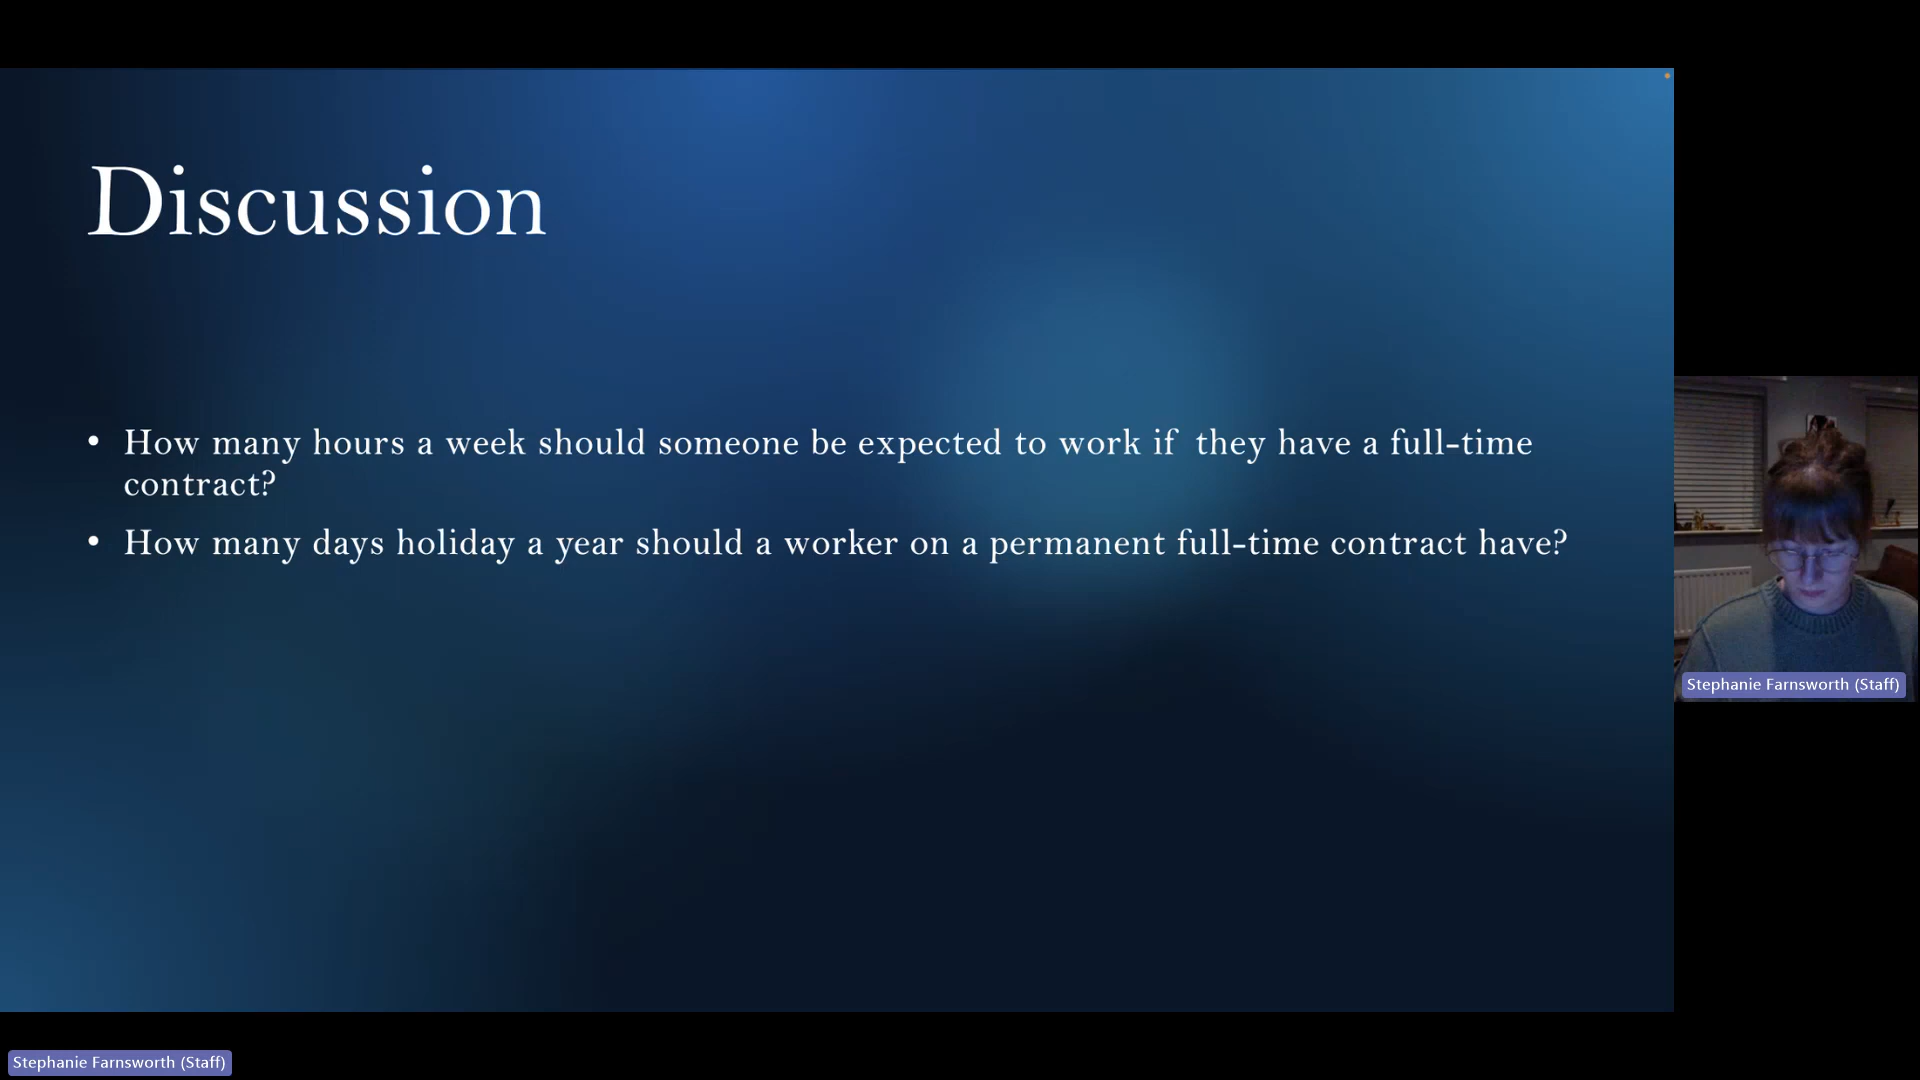 Discussion
• How many hours a week should someone be expected to work if  they have a full-time
contract?
• How many days holiday a year should a worker on a permanent full-time contract have?
Stephanie Farnsworth (Staff)
Stephanie Farnsworth (Staff)